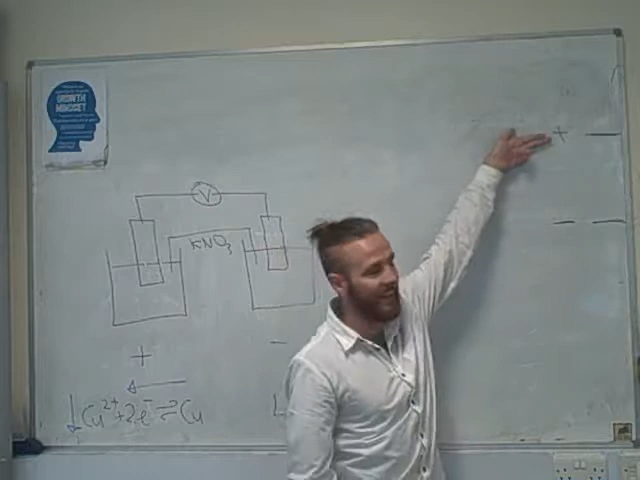 GROWTH
MINDSET
V
KNO₃
+ —
— —
+
−
Cu²⁺+2e⁻⇌Cu